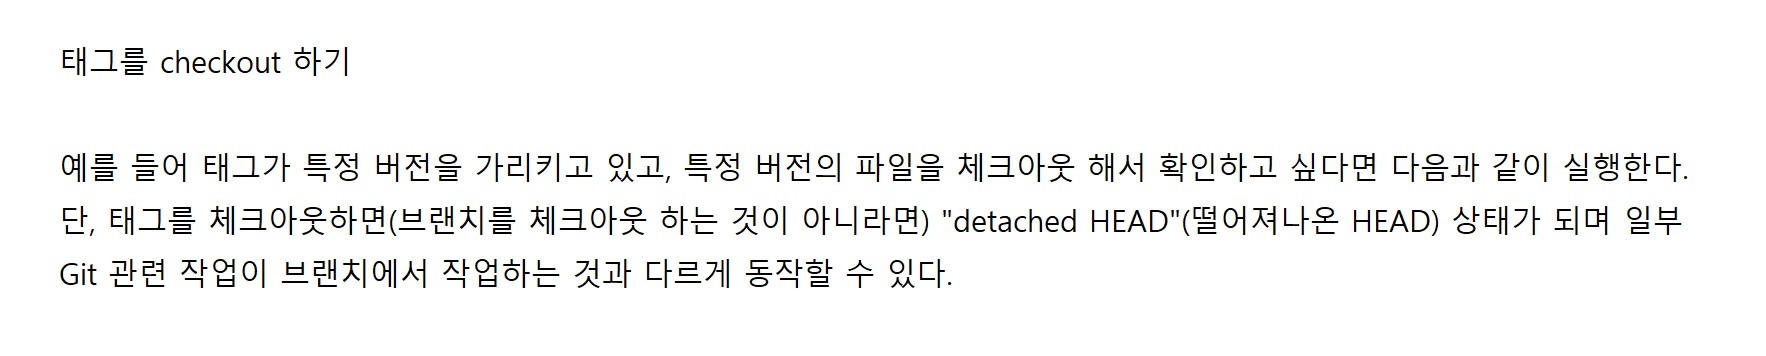 태그를 checkout 하기
예를 들어 태그가 특정 버전을 가리키고 있고, 특정 버전의 파일을 체크아웃 해서 확인하고 싶다면 다음과 같이 실행한다.
단, 태그를 체크아웃하면(브랜치를 체크아웃 하는 것이 아니라면) "detached HEAD"(떨어져나온 HEAD) 상태가 되며 일부
Git 관련 작업이 브랜치에서 작업하는 것과 다르게 동작할 수 있다.